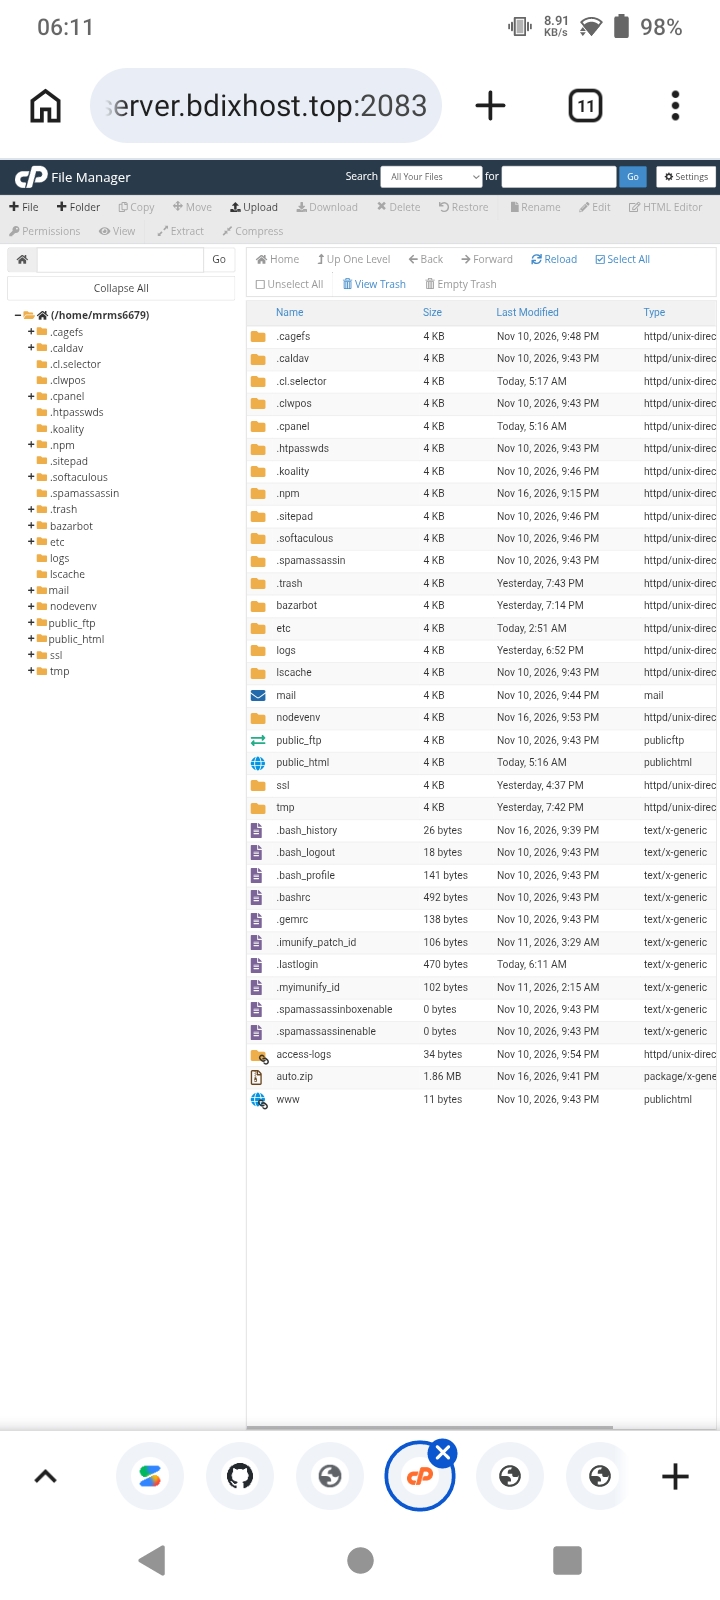 06:11 8.91 KB/s 98%
erver.bdixhost.top:2083 11
cP File Manager Search All Your Files for Go Settings
File Folder Copy Move Upload Download Delete Restore Rename Edit HTML Editor
Permissions View Extract Compress
Go Home Up One Level Back Forward Reload Select All
Collapse All Unselect All View Trash Empty Trash
(/home/mrms6679)
.cagefs
.caldav
.cl.selector
.clwpos
.cpanel
.htpasswds
.koality
.npm
.sitepad
.softaculous
.spamassassin
.trash
bazarbot
etc
logs
lscache
mail
nodevenv
public_ftp
public_html
ssl
tmp
Name Size Last Modified Type
.cagefs 4 KB Nov 10, 2026, 9:48 PM httpd/unix-direc
.caldav 4 KB Nov 10, 2026, 9:43 PM httpd/unix-direc
.cl.selector 4 KB Today, 5:17 AM httpd/unix-direc
.clwpos 4 KB Nov 10, 2026, 9:43 PM httpd/unix-direc
.cpanel 4 KB Today, 5:16 AM httpd/unix-direc
.htpasswds 4 KB Nov 10, 2026, 9:43 PM httpd/unix-direc
.koality 4 KB Nov 10, 2026, 9:46 PM httpd/unix-direc
.npm 4 KB Nov 16, 2026, 9:15 PM httpd/unix-direc
.sitepad 4 KB Nov 10, 2026, 9:46 PM httpd/unix-direc
.softaculous 4 KB Nov 10, 2026, 9:46 PM httpd/unix-direc
.spamassassin 4 KB Nov 10, 2026, 9:43 PM httpd/unix-direc
.trash 4 KB Yesterday, 7:43 PM httpd/unix-direc
bazarbot 4 KB Yesterday, 7:14 PM httpd/unix-direc
etc 4 KB Today, 2:51 AM httpd/unix-direc
logs 4 KB Yesterday, 6:52 PM httpd/unix-direc
lscache 4 KB Nov 10, 2026, 9:43 PM httpd/unix-direc
mail 4 KB Nov 10, 2026, 9:44 PM mail
nodevenv 4 KB Nov 16, 2026, 9:53 PM httpd/unix-direc
public_ftp 4 KB Nov 10, 2026, 9:43 PM publicftp
public_html 4 KB Today, 5:16 AM publichtml
ssl 4 KB Yesterday, 4:37 PM httpd/unix-direc
tmp 4 KB Yesterday, 7:42 PM httpd/unix-direc
.bash_history 26 bytes Nov 16, 2026, 9:39 PM text/x-generic
.bash_logout 18 bytes Nov 10, 2026, 9:43 PM text/x-generic
.bash_profile 141 bytes Nov 10, 2026, 9:43 PM text/x-generic
.bashrc 492 bytes Nov 10, 2026, 9:43 PM text/x-generic
.gemrc 138 bytes Nov 10, 2026, 9:43 PM text/x-generic
.imunify_patch_id 106 bytes Nov 11, 2026, 3:29 AM text/x-generic
.lastlogin 470 bytes Today, 6:11 AM text/x-generic
.myimunify_id 102 bytes Nov 11, 2026, 2:15 AM text/x-generic
.spamassassinboxenable 0 bytes Nov 10, 2026, 9:43 PM text/x-generic
.spamassassinenable 0 bytes Nov 10, 2026, 9:43 PM text/x-generic
access-logs 34 bytes Nov 10, 2026, 9:54 PM httpd/unix-direc
auto.zip 1.86 MB Nov 16, 2026, 9:41 PM package/x-gene
www 11 bytes Nov 10, 2026, 9:43 PM publichtml
cP